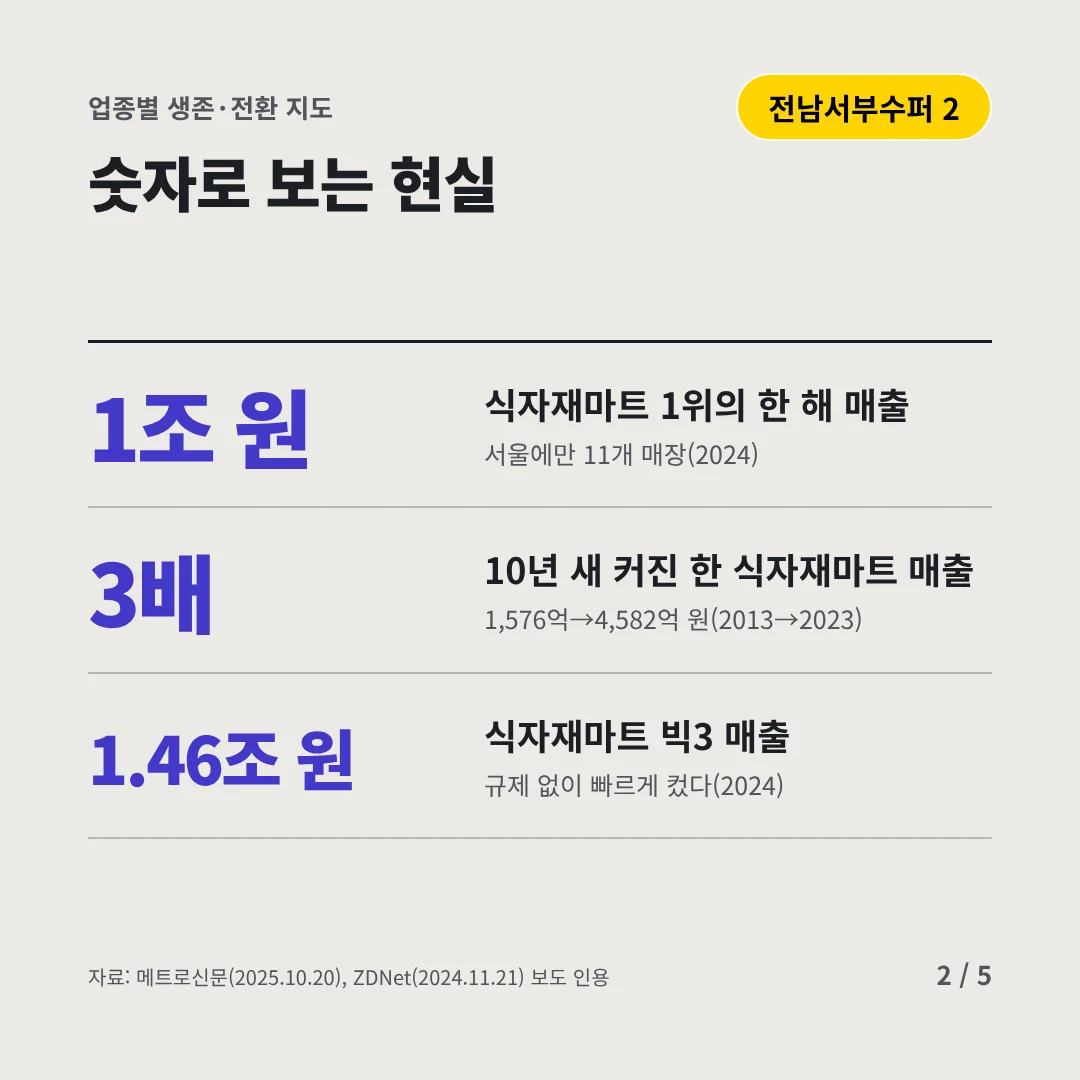 업종별 생존·전환 지도
전남서부수퍼 2
숫자로 보는 현실
1조 원
식자재마트 1위의 한 해 매출
서울에만 11개 매장(2024)
3배
10년 새 커진 한 식자재마트 매출
1,576억→4,582억 원(2013→2023)
1.46조 원
식자재마트 빅3 매출
규제 없이 빠르게 컸다(2024)
자료: 메트로신문(2025.10.20), ZDNet(2024.11.21) 보도 인용
2 / 5